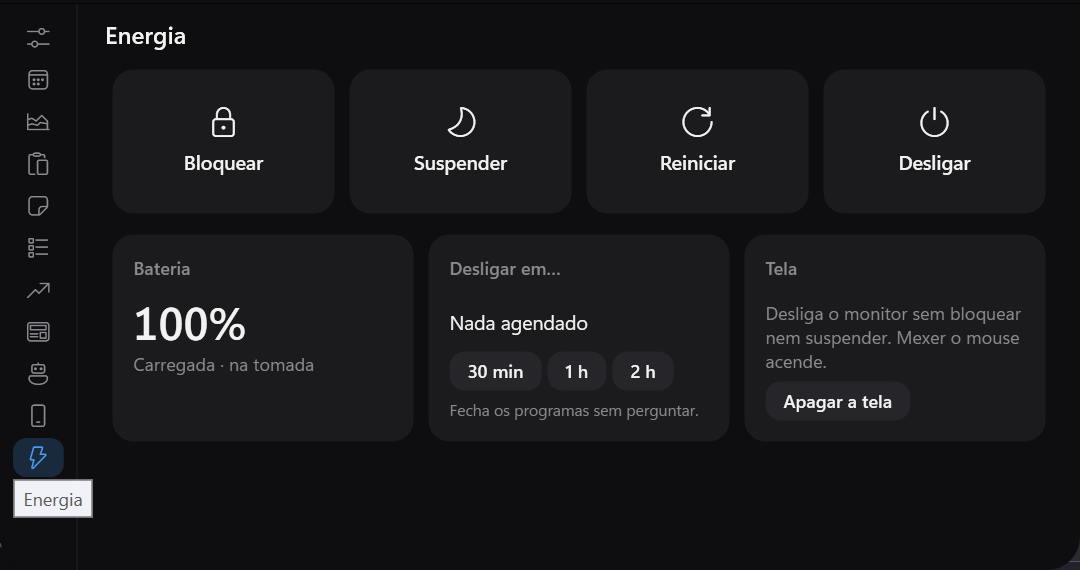 Energia
Bloquear
Suspender
Reiniciar
Desligar
Bateria
100%
Carregada · na tomada
Desligar em...
Nada agendado
30 min
1 h
2 h
Fecha os programas sem perguntar.
Tela
Desliga o monitor sem bloquear
nem suspender. Mexer o mouse
acende.
Apagar a tela
Energia